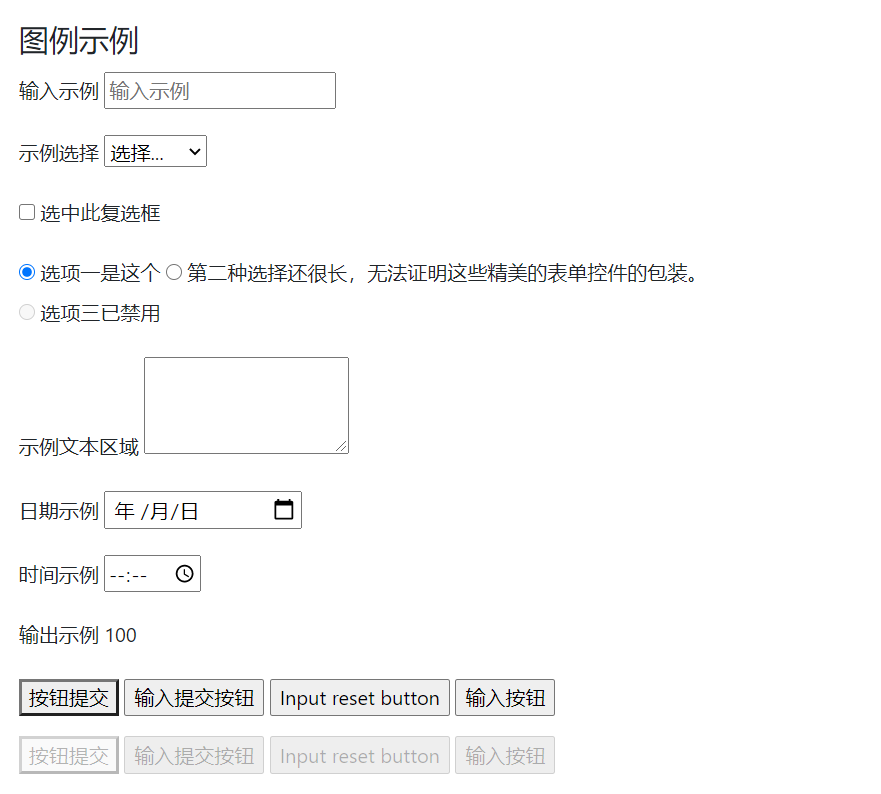 图例示例
输入示例 输入示例
示例选择 选择...
选中此复选框
选项一是这个 第二种选择还很长，无法证明这些精美的表单控件的包装。
选项三已禁用
示例文本区域
日期示例 年 /月/日
时间示例 --:--
输出示例 100
按钮提交 输入提交按钮 Input reset button 输入按钮
按钮提交 输入提交按钮 Input reset button 输入按钮